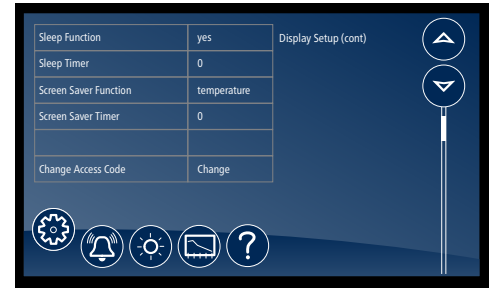 Sleep Function yes Display Setup (cont)
Sleep Timer 0
Screen Saver Function temperature
Screen Saver Timer 0
Change Access Code Change
?